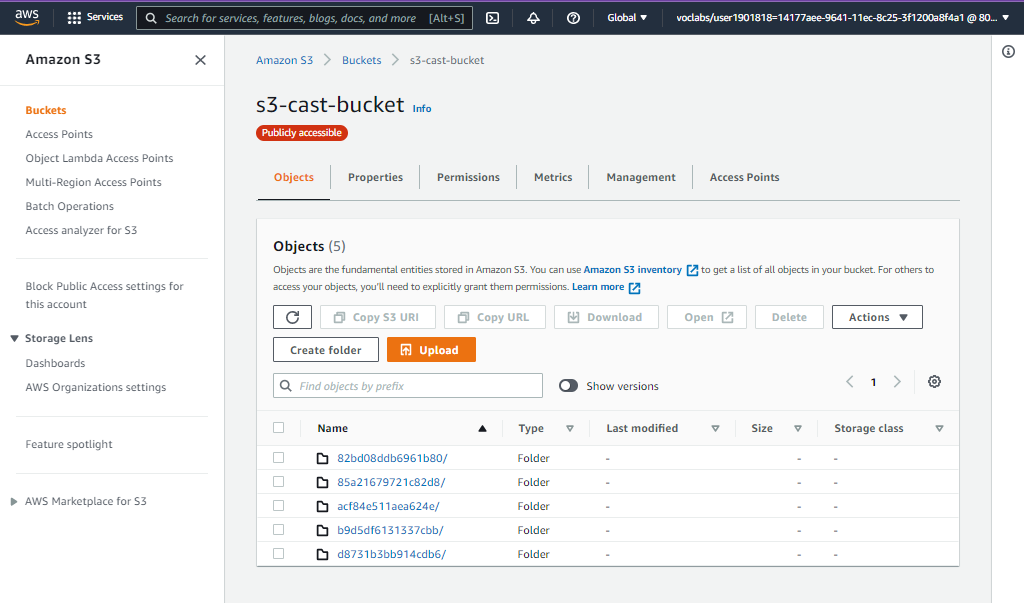 aws
Services
Search for services, features, blogs, docs, and more [Alt+S]
Global
voclabs/user1901818=14177aee-9641-11ec-8c25-3f1200a8f4a1 @ 80...
Amazon S3
Buckets
Access Points
Object Lambda Access Points
Multi-Region Access Points
Batch Operations
Access analyzer for S3
Block Public Access settings for
this account
Storage Lens
Dashboards
AWS Organizations settings
Feature spotlight
AWS Marketplace for S3
Amazon S3 > Buckets > s3-cast-bucket
s3-cast-bucket Info
Publicly accessible
Objects Properties Permissions Metrics Management Access Points
Objects (5)
Objects are the fundamental entities stored in Amazon S3. You can use Amazon S3 inventory to get a list of all objects in your bucket. For others to
access your objects, you'll need to explicitly grant them permissions. Learn more
Copy S3 URI Copy URL Download Open Delete Actions
Create folder Upload
Find objects by prefix Show versions 1
Name Type Last modified Size Storage class
82bd08ddb6961b80/ Folder - - -
85a21679721c82d8/ Folder - - -
acf84e511aea624e/ Folder - - -
b9d5df6131337cbb/ Folder - - -
d8731b3bb914cdb6/ Folder - - -